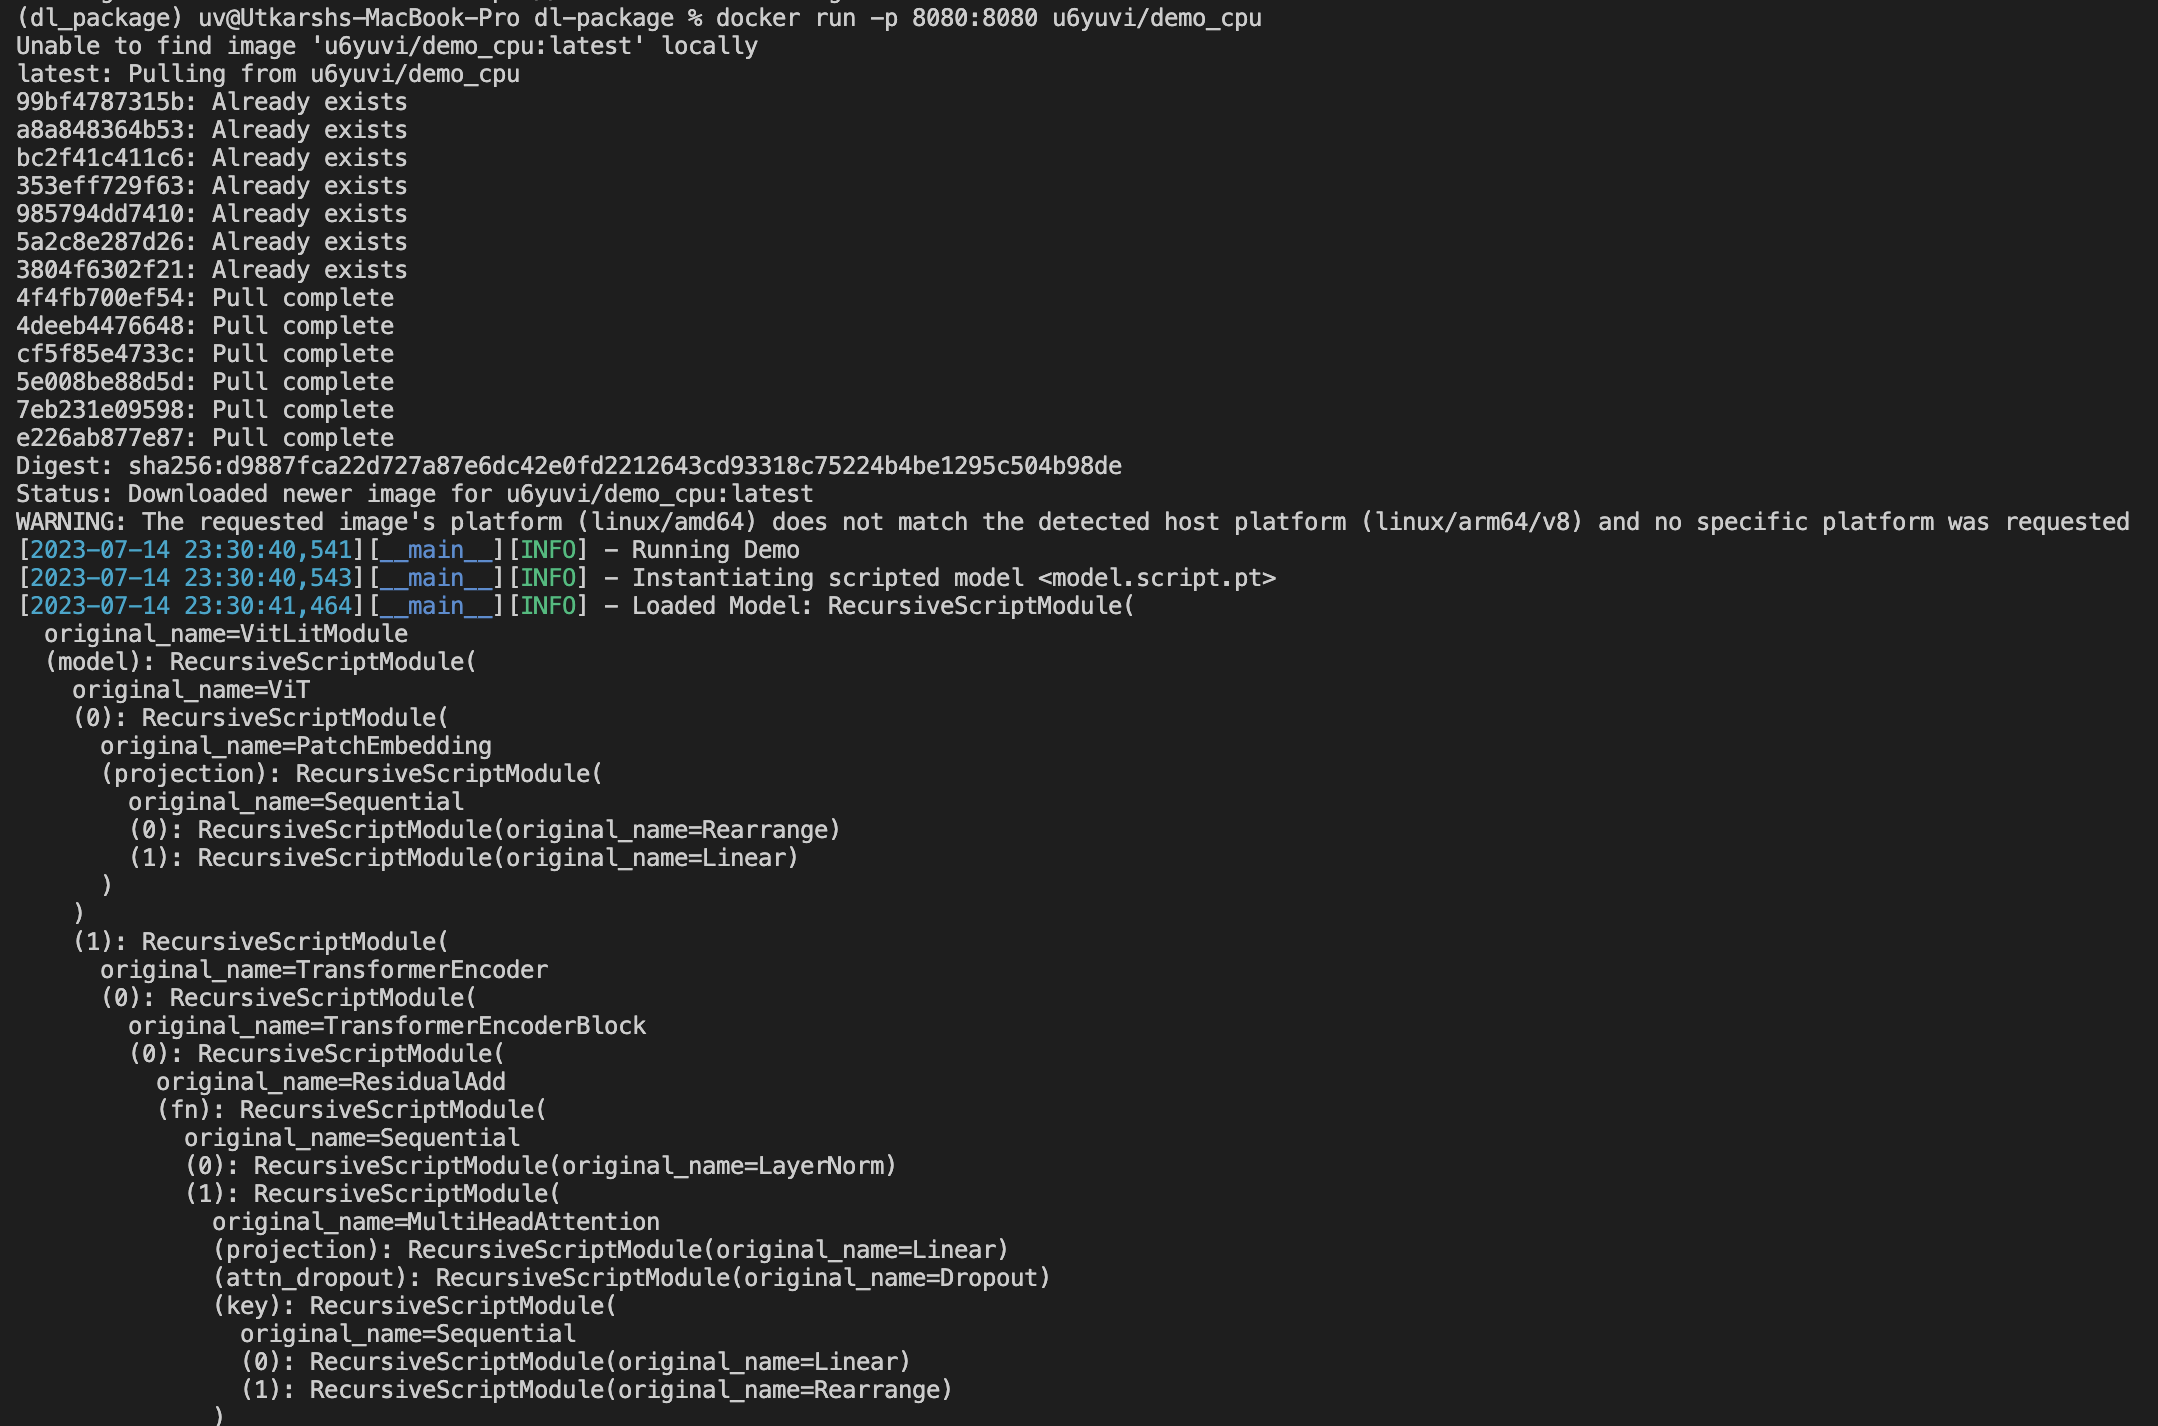 (dl_package) uv@Utkarshs-MacBook-Pro dl-package % docker run -p 8080:8080 u6yuvi/demo_cpu
Unable to find image 'u6yuvi/demo_cpu:latest' locally
latest: Pulling from u6yuvi/demo_cpu
99bf4787315b: Already exists
a8a848364b53: Already exists
bc2f41c411c6: Already exists
353eff729f63: Already exists
985794dd7410: Already exists
5a2c8e287d26: Already exists
3804f6302f21: Already exists
4f4fb700ef54: Pull complete
4deeb4476648: Pull complete
cf5f85e4733c: Pull complete
5e008be88d5d: Pull complete
7eb231e09598: Pull complete
e226ab877e87: Pull complete
Digest: sha256:d9887fca22d727a87e6dc42e0fd2212643cd93318c75224b4be1295c504b98de
Status: Downloaded newer image for u6yuvi/demo_cpu:latest
WARNING: The requested image's platform (linux/amd64) does not match the detected host platform (linux/arm64/v8) and no specific platform was requested
[2023-07-14 23:30:40,541][__main__][INFO] - Running Demo
[2023-07-14 23:30:40,543][__main__][INFO] - Instantiating scripted model <model.script.pt>
[2023-07-14 23:30:41,464][__main__][INFO] - Loaded Model: RecursiveScriptModule(
  original_name=VitLitModule
  (model): RecursiveScriptModule(
    original_name=ViT
    (0): RecursiveScriptModule(
      original_name=PatchEmbedding
      (projection): RecursiveScriptModule(
        original_name=Sequential
        (0): RecursiveScriptModule(original_name=Rearrange)
        (1): RecursiveScriptModule(original_name=Linear)
      )
    )
    (1): RecursiveScriptModule(
      original_name=TransformerEncoder
      (0): RecursiveScriptModule(
        original_name=TransformerEncoderBlock
        (0): RecursiveScriptModule(
          original_name=ResidualAdd
          (fn): RecursiveScriptModule(
            original_name=Sequential
            (0): RecursiveScriptModule(original_name=LayerNorm)
            (1): RecursiveScriptModule(
              original_name=MultiHeadAttention
              (projection): RecursiveScriptModule(original_name=Linear)
              (attn_dropout): RecursiveScriptModule(original_name=Dropout)
              (key): RecursiveScriptModule(
                original_name=Sequential
                (0): RecursiveScriptModule(original_name=Linear)
                (1): RecursiveScriptModule(original_name=Rearrange)
              )